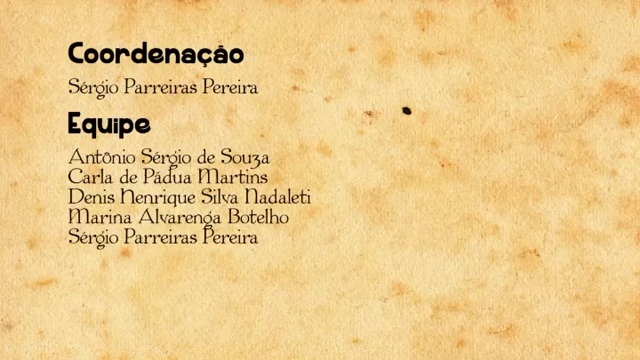 Coordenação
Sérgio Parreiras Pereira
Equipe
Antônio Sérgio de Souza
Carla de Pádua Martins
Denis Henrique Silva Nadaleti
Marina Alvarenga Botelho
Sérgio Parreiras Pereira